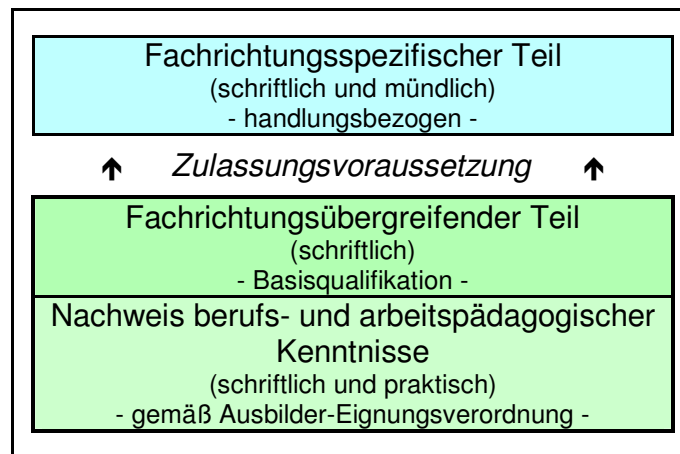 Fachrichtungsspezifischer Teil
(schriftlich und mündlich)
- handlungsbezogen -
↑ Zulassungsvoraussetzung ↑
Fachrichtungsübergreifender Teil
(schriftlich)
- Basisqualifikation -
Nachweis berufs- und arbeitspädagogischer
Kenntnisse
(schriftlich und praktisch)
- gemäß Ausbilder-Eignungsverordnung -